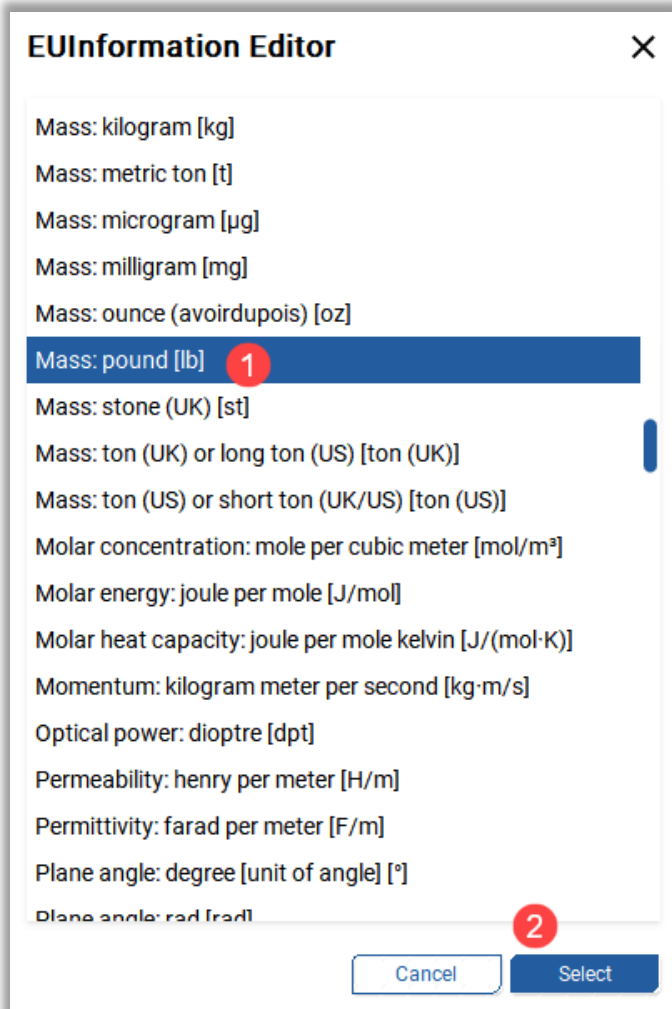 EUInformation Editor
Mass: kilogram [kg]
Mass: metric ton [t]
Mass: microgram [µg]
Mass: milligram [mg]
Mass: ounce (avoirdupois) [oz]
Mass: pound [lb] 1
Mass: stone (UK) [st]
Mass: ton (UK) or long ton (US) [ton (UK)]
Mass: ton (US) or short ton (UK/US) [ton (US)]
Molar concentration: mole per cubic meter [mol/m³]
Molar energy: joule per mole [J/mol]
Molar heat capacity: joule per mole kelvin [J/(mol·K)]
Momentum: kilogram meter per second [kg·m/s]
Optical power: dioptre [dpt]
Permeability: henry per meter [H/m]
Permittivity: farad per meter [F/m]
Plane angle: degree [unit of angle] [°]
Plane angle: rad [rad]
2
Cancel Select